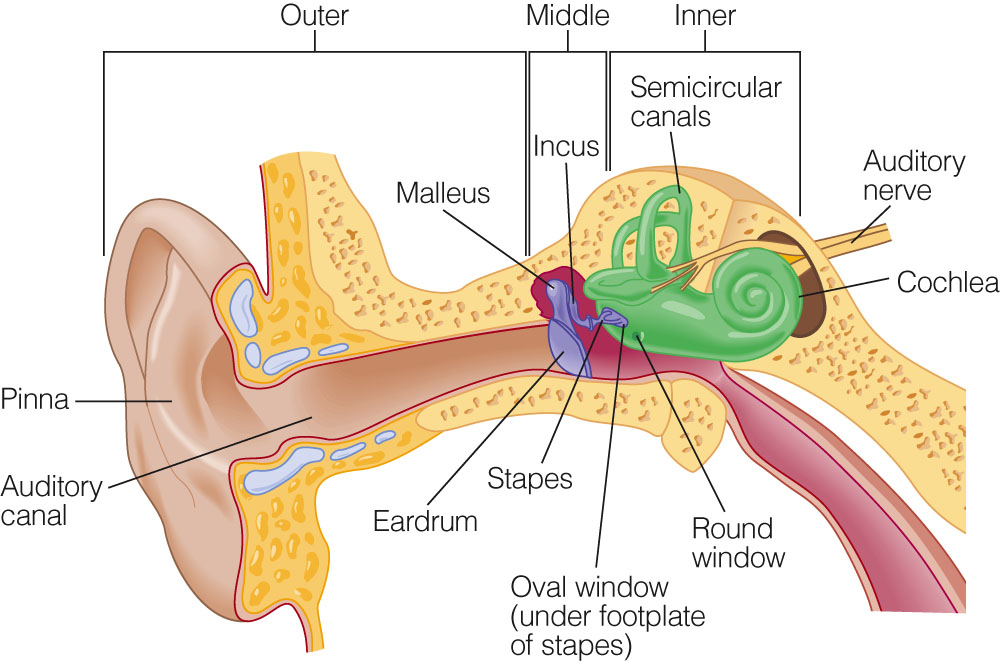 Outer
Middle
Inner
Semicircular
canals
Incus
Malleus
Auditory
nerve
Cochlea
Pinna
Auditory
canal
Eardrum
Stapes
Oval window
(under footplate
of stapes)
Round
window